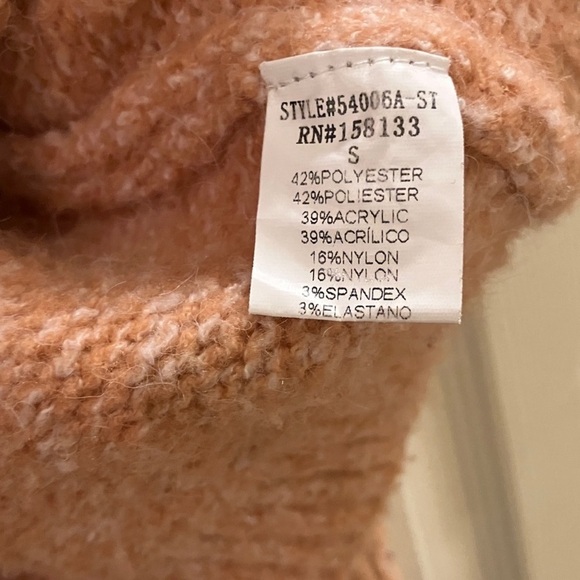 STYLE#54006A-ST
RN#158133
S
42%POLYESTER
42%POLIESTER
39%ACRYLIC
39%ACRÍLICO
16%NYLON
16%NYLON
3%SPANDEX
3%ELASTANO